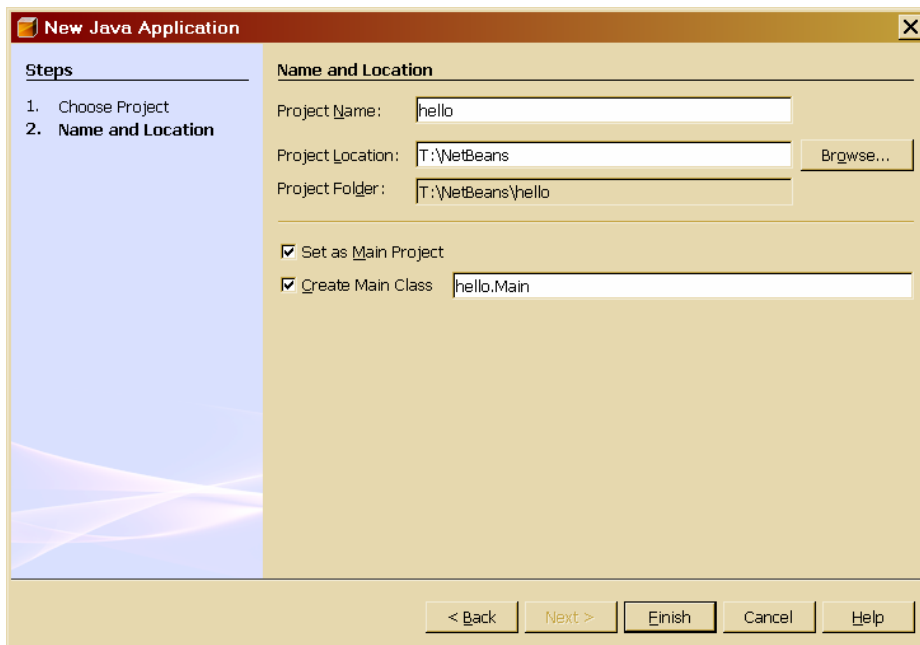 New Java Application
Steps
1. Choose Project
2. Name and Location
Name and Location
Project Name: hello
Project Location: T:\NetBeans Browse...
Project Folder: T:\NetBeans\hello
Set as Main Project
Create Main Class hello.Main
< Back Next > Finish Cancel Help